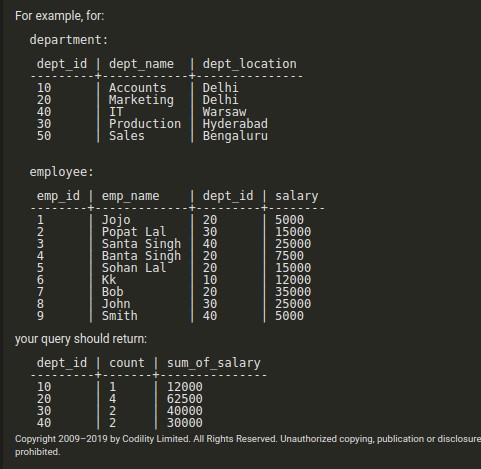 For example, for:
department:
dept_id | dept_name | dept_location
---------+------------+---------------
10 | Accounts | Delhi
20 | Marketing | Delhi
40 | IT | Warsaw
30 | Production | Hyderabad
50 | Sales | Bengaluru
employee:
emp_id | emp_name | dept_id | salary
--------+-------------+---------+--------
1 | Jojo | 20 | 5000
2 | Popat Lal | 30 | 15000
3 | Santa Singh | 40 | 25000
4 | Banta Singh | 20 | 7500
5 | Sohan Lal | 20 | 15000
6 | Kk | 10 | 12000
7 | Bob | 20 | 35000
8 | John | 30 | 25000
9 | Smith | 40 | 5000
your query should return:
dept_id | count | sum_of_salary
---------+-------+---------------
10 | 1 | 12000
20 | 4 | 62500
30 | 2 | 40000
40 | 2 | 30000
Copyright 2009–2019 by Codility Limited. All Rights Reserved. Unauthorized copying, publication or disclosure
prohibited.